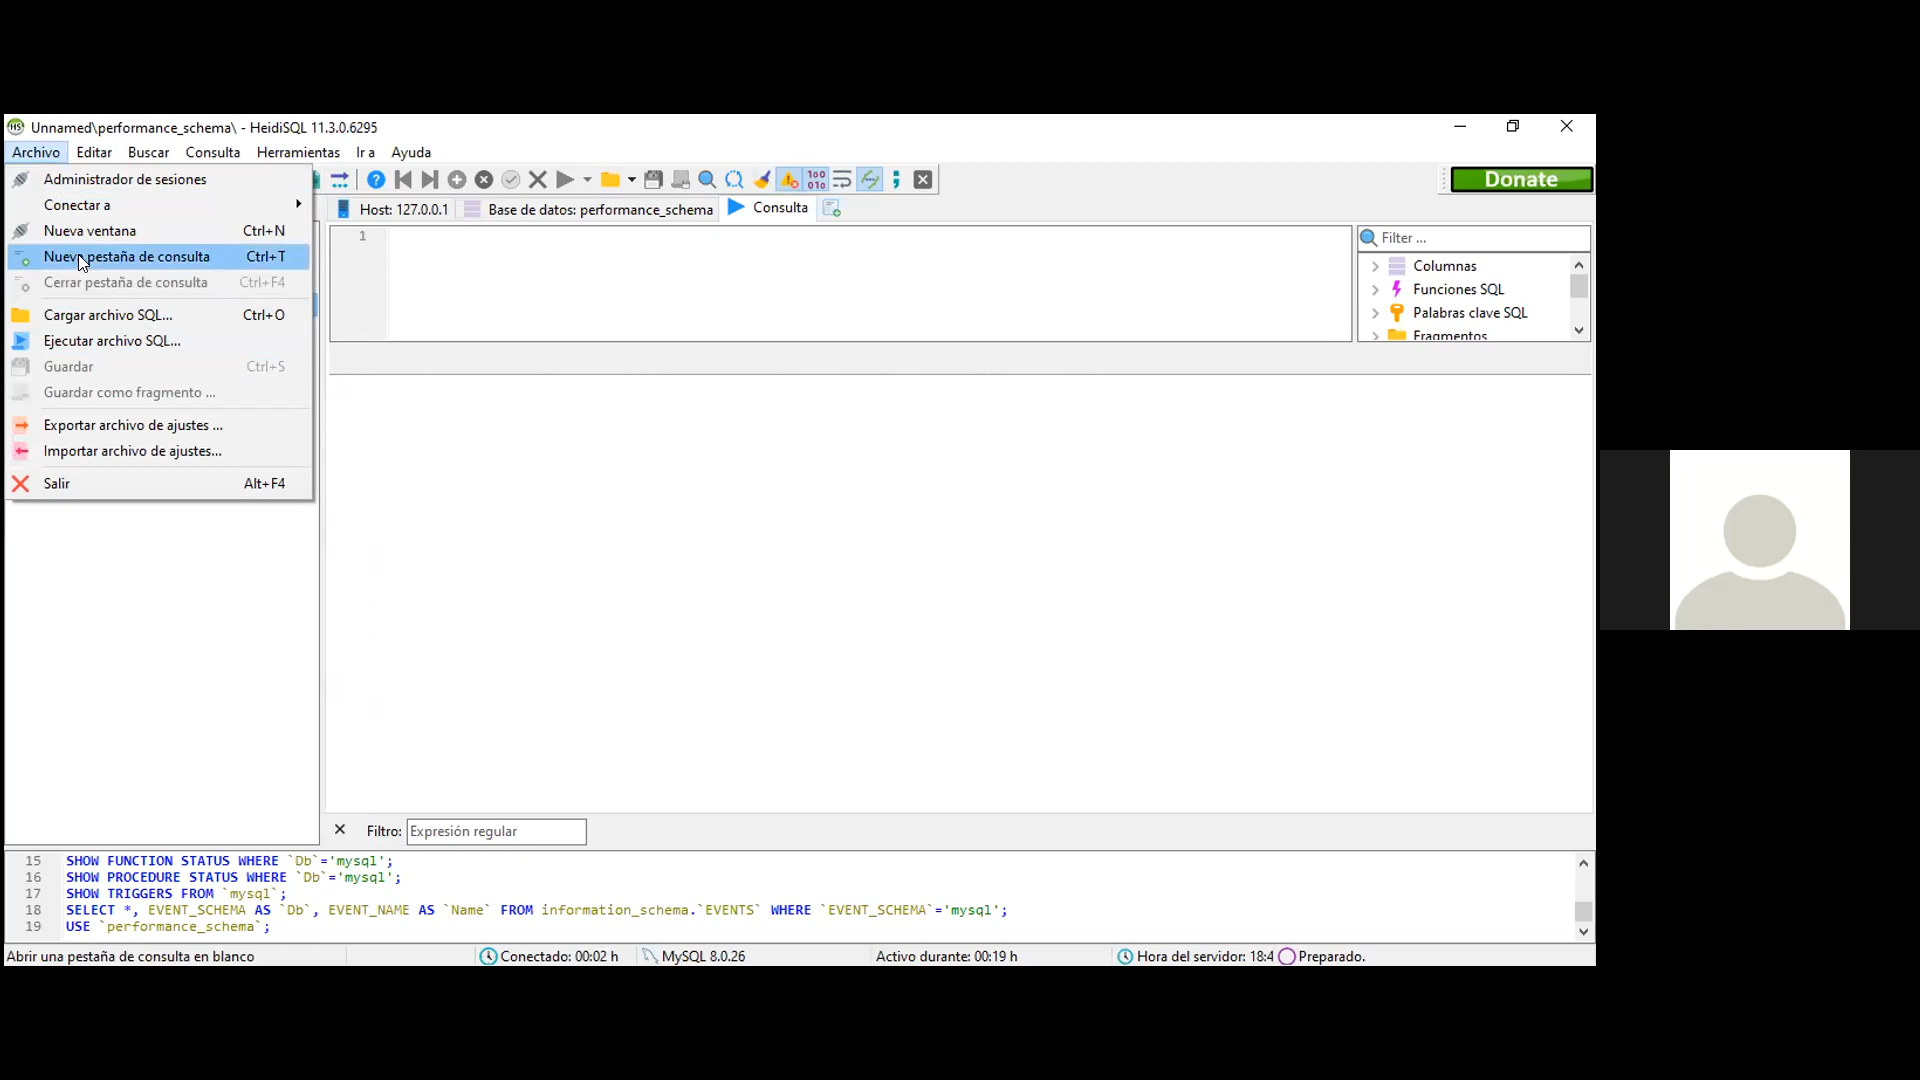 Unnamed\performance_schema\ - HeidiSQL 11.3.0.6295
Archivo Editar Buscar Consulta Herramientas Ir a Ayuda
Donate
Administrador de sesiones
Conectar a
Nueva ventana Ctrl+N
Nueva pestaña de consulta Ctrl+T
Cerrar pestaña de consulta Ctrl+F4
Cargar archivo SQL... Ctrl+O
Ejecutar archivo SQL...
Guardar Ctrl+S
Guardar como fragmento ...
Exportar archivo de ajustes ...
Importar archivo de ajustes...
Salir Alt+F4
Host: 127.0.0.1 Base de datos: performance_schema Consulta
1
Filter ...
Columnas
Funciones SQL
Palabras clave SQL
Fragmentos
Filtro: Expresión regular
15 SHOW FUNCTION STATUS WHERE `Db`='mysql';
16 SHOW PROCEDURE STATUS WHERE `Db`='mysql';
17 SHOW TRIGGERS FROM `mysql`;
18 SELECT *, EVENT_SCHEMA AS `Db`, EVENT_NAME AS `Name` FROM information_schema.`EVENTS` WHERE `EVENT_SCHEMA`='mysql';
19 USE `performance_schema`;
Abrir una pestaña de consulta en blanco Conectado: 00:02 h MySQL 8.0.26 Activo durante: 00:19 h Hora del servidor: 18:4 Preparado.